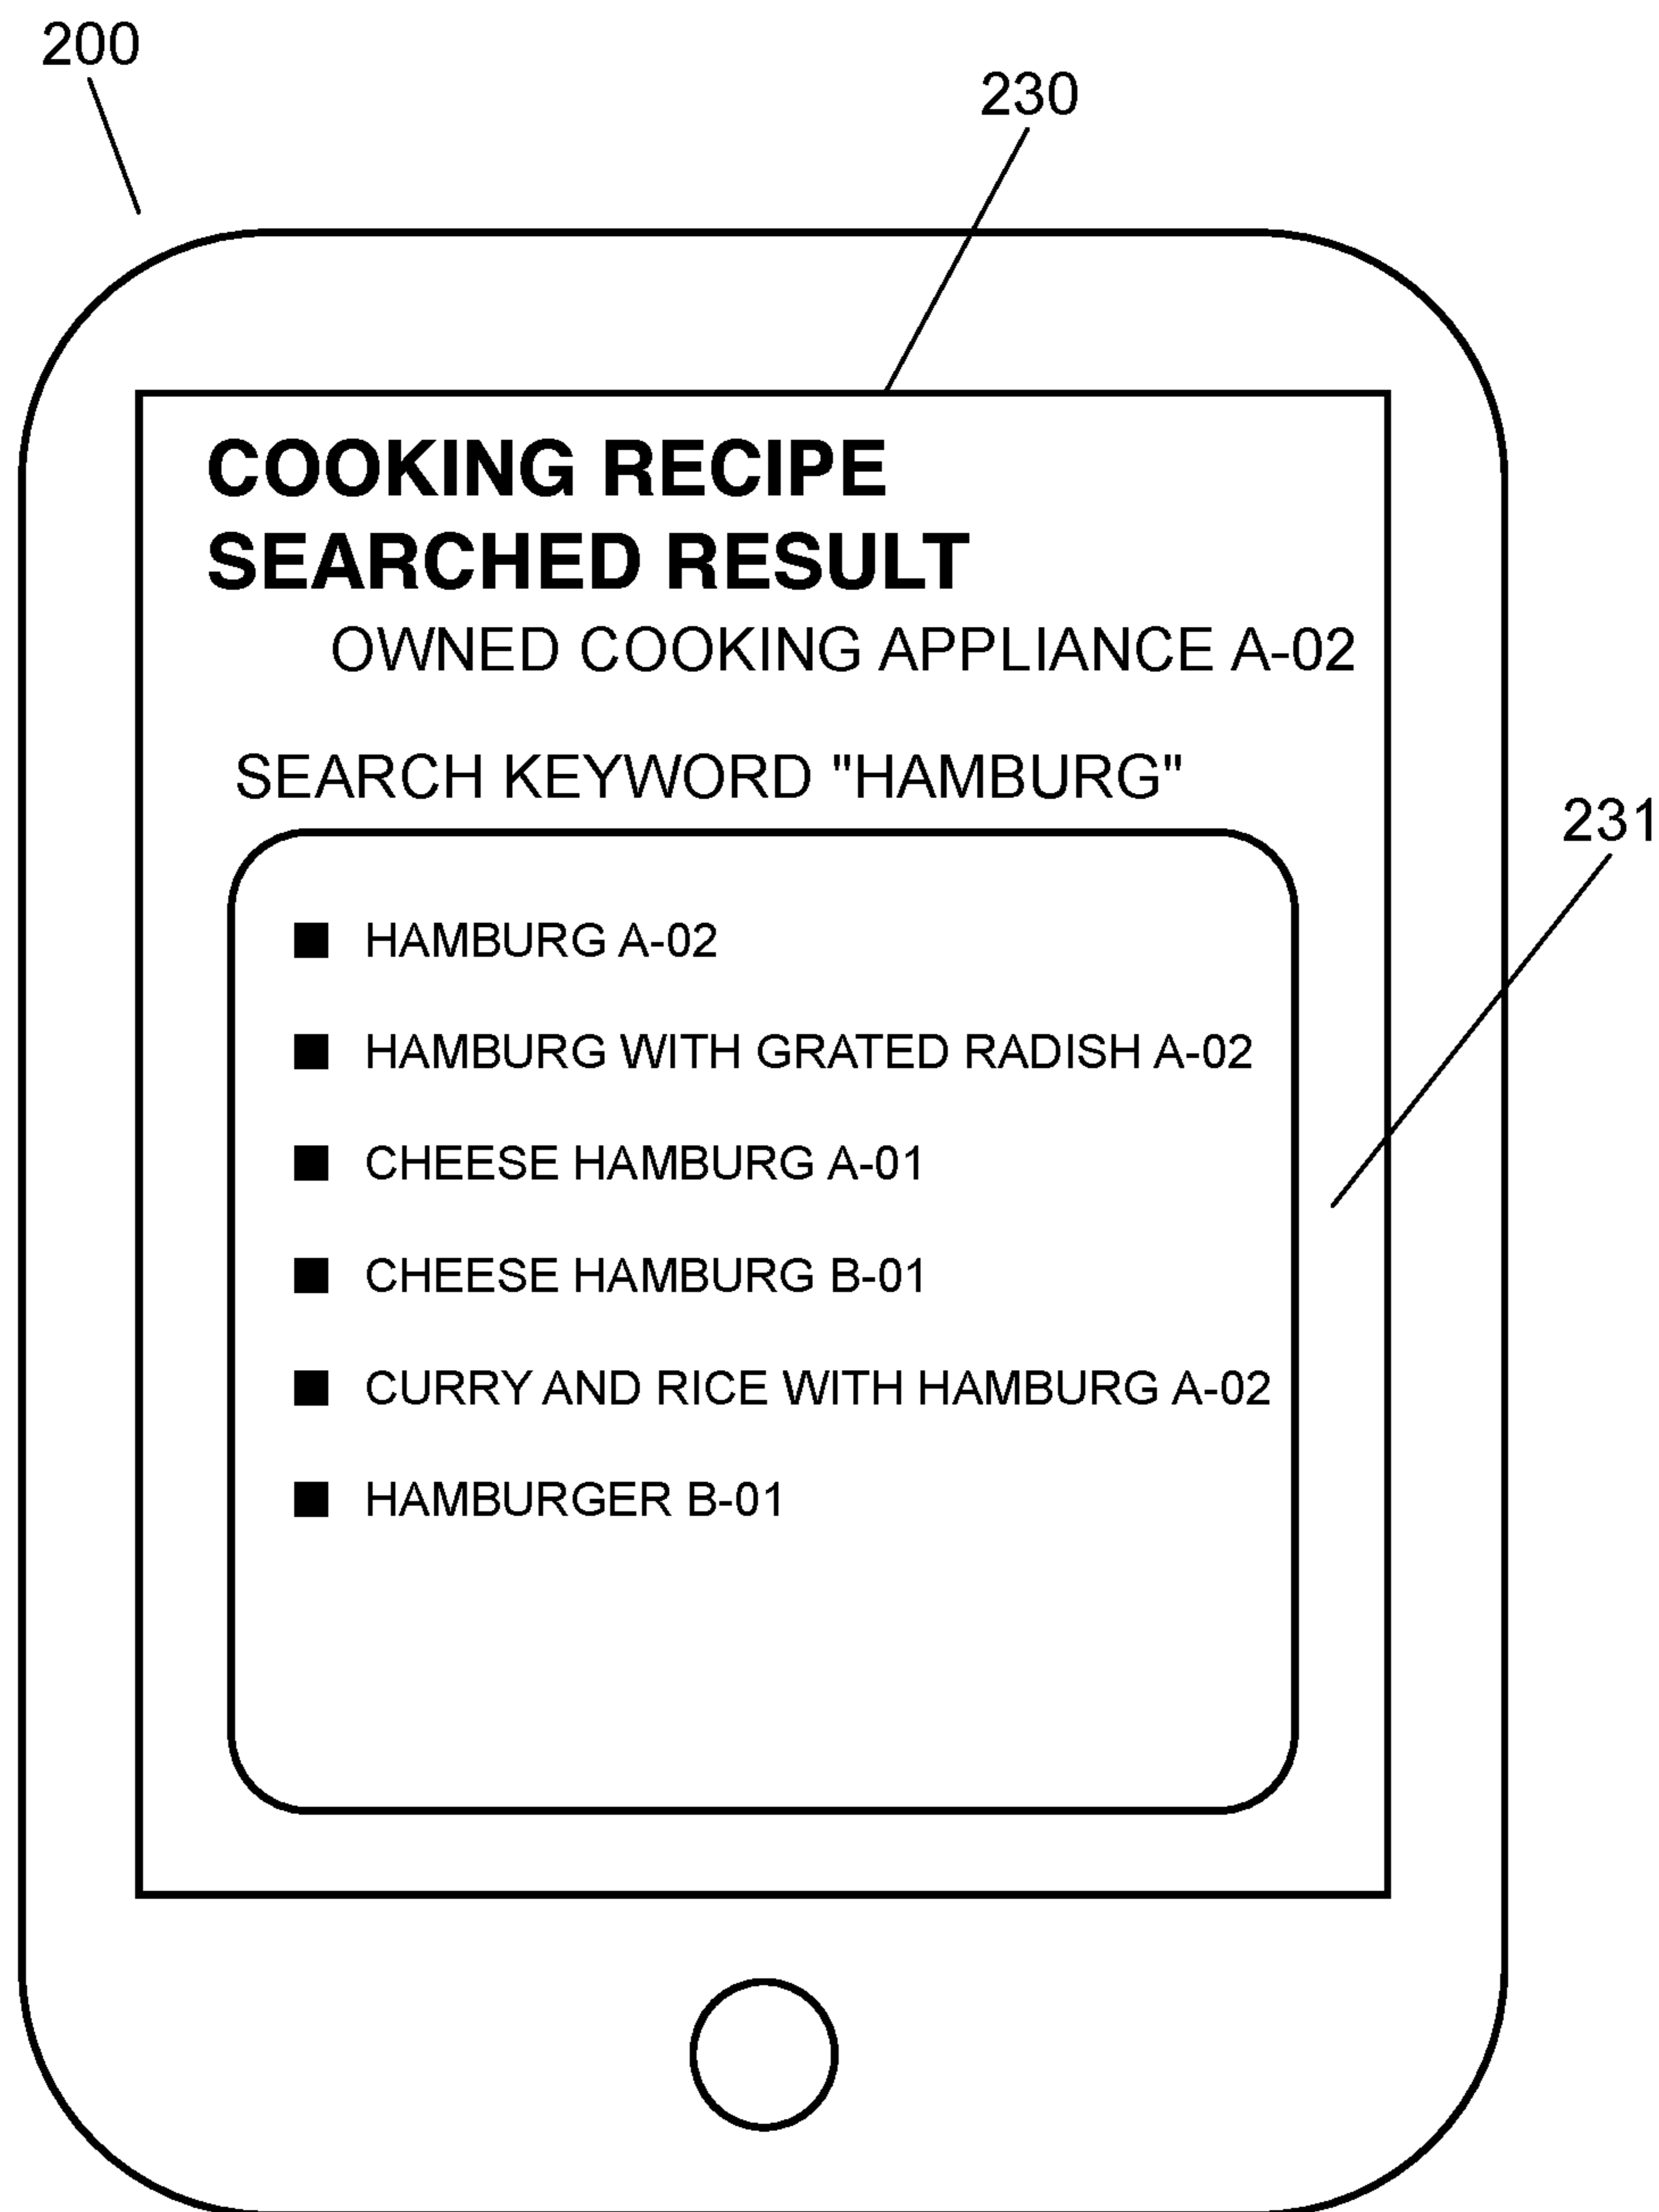 200
230
COOKING RECIPE
SEARCHED RESULT
OWNED COOKING APPLIANCE A-02
SEARCH KEYWORD "HAMBURG"
231
■ HAMBURG A-02
■ HAMBURG WITH GRATED RADISH A-02
■ CHEESE HAMBURG A-01
■ CHEESE HAMBURG B-01
■ CURRY AND RICE WITH HAMBURG A-02
■ HAMBURGER B-01